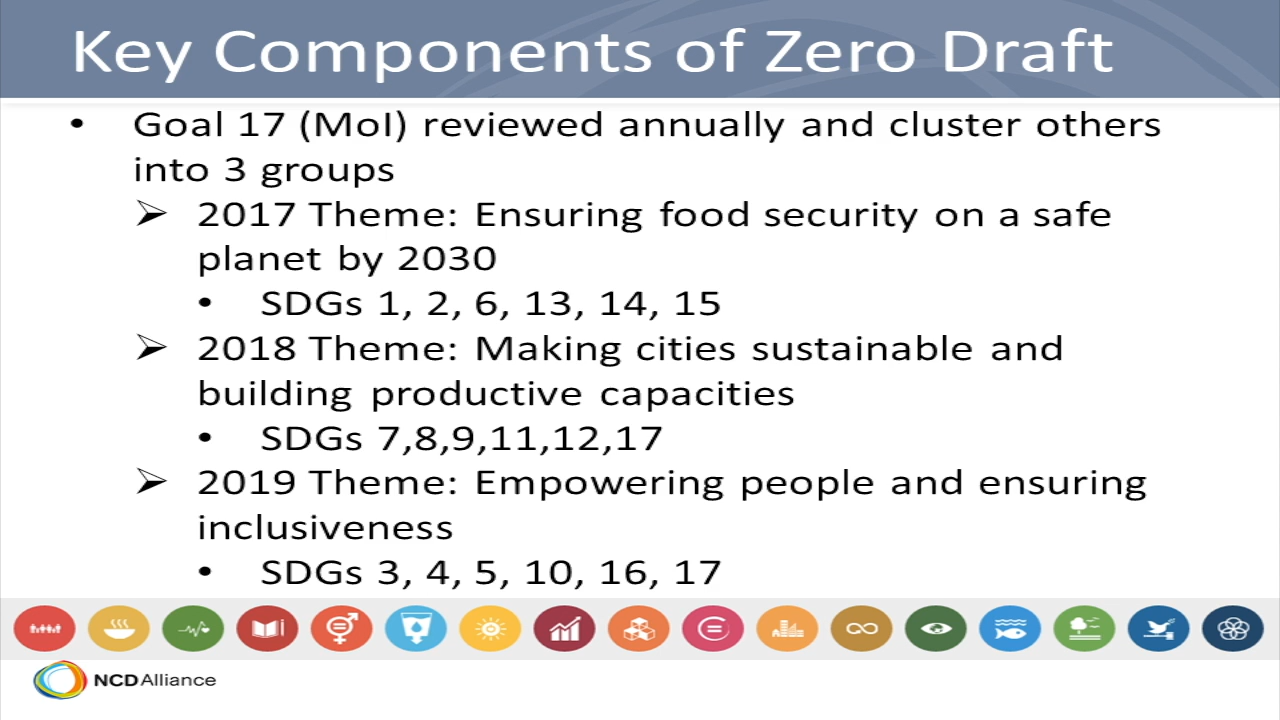 Key Components of Zero Draft
• Goal 17 (MoI) reviewed annually and cluster others
into 3 groups
➢ 2017 Theme: Ensuring food security on a safe
planet by 2030
• SDGs 1, 2, 6, 13, 14, 15
➢ 2018 Theme: Making cities sustainable and
building productive capacities
• SDGs 7,8,9,11,12,17
➢ 2019 Theme: Empowering people and ensuring
inclusiveness
• SDGs 3, 4, 5, 10, 16, 17
NCDAlliance